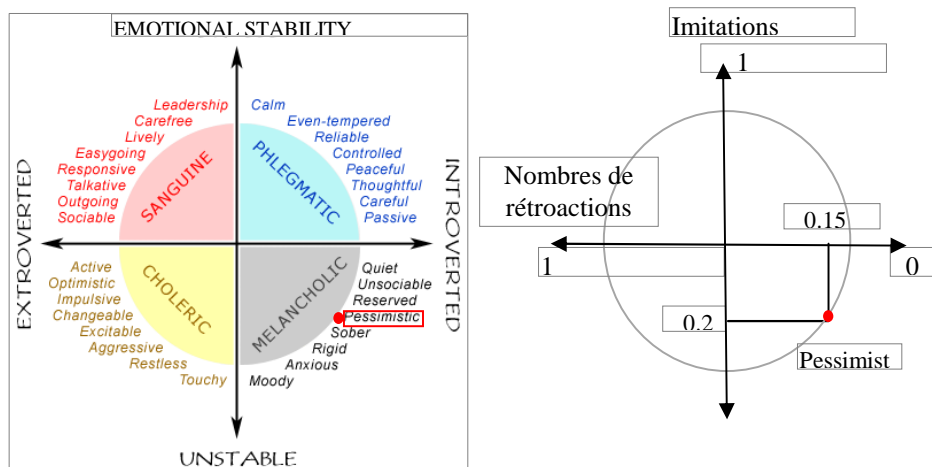 EMOTIONAL STABILITY
EXTROVERTED
INTROVERTED
UNSTABLE
Leadership
Carefree
Lively
Easygoing
Responsive
Talkative
Outgoing
Sociable
SANGUINE
Calm
Even-tempered
Reliable
Controlled
Peaceful
Thoughtful
Careful
Passive
PHLEGMATIC
Active
Optimistic
Impulsive
Changeable
Excitable
Aggressive
Restless
Touchy
CHOLERIC
Quiet
Unsociable
Reserved
Pessimistic
Sober
Rigid
Anxious
Moody
MELANCHOLIC
Imitations
1
Nombres de
rétroactions
0.15
1
0
0.2
Pessimist